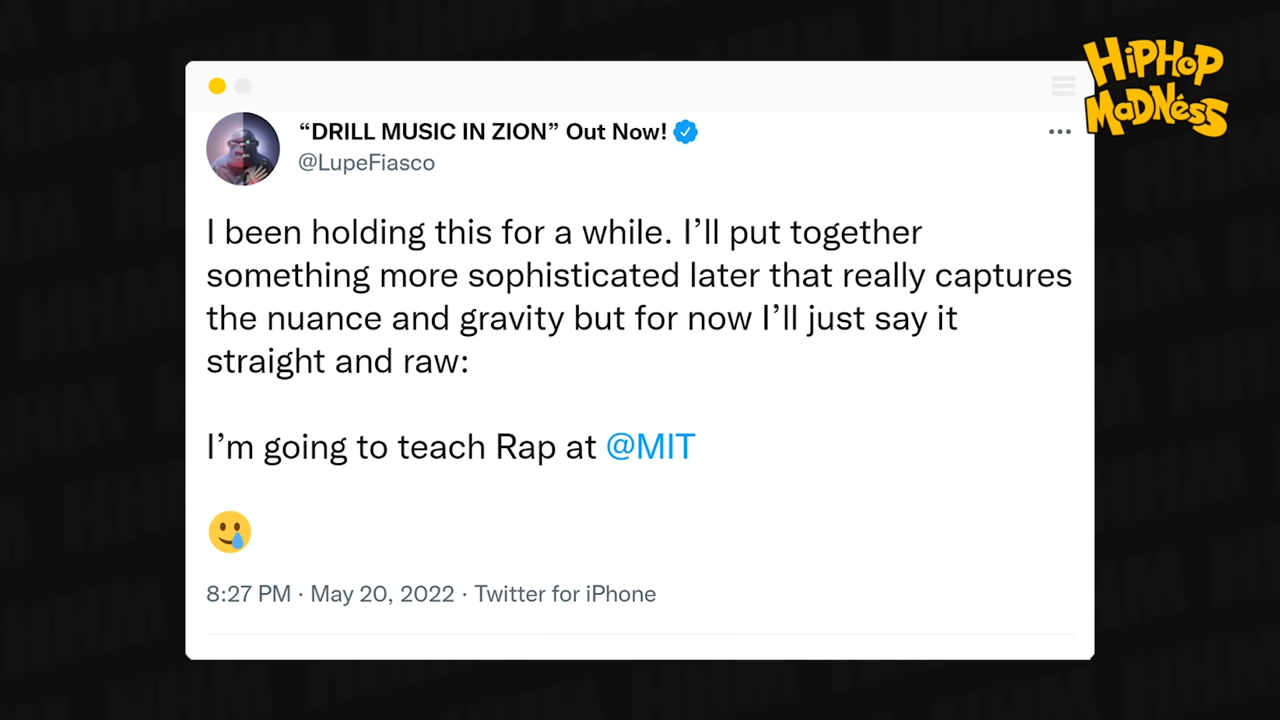 HiPHoP
MaDNéss
“DRILL MUSIC IN ZION” Out Now!
@LupeFiasco
I been holding this for a while. I’ll put together
something more sophisticated later that really captures
the nuance and gravity but for now I’ll just say it
straight and raw:
I’m going to teach Rap at @MIT
8:27 PM · May 20, 2022 · Twitter for iPhone